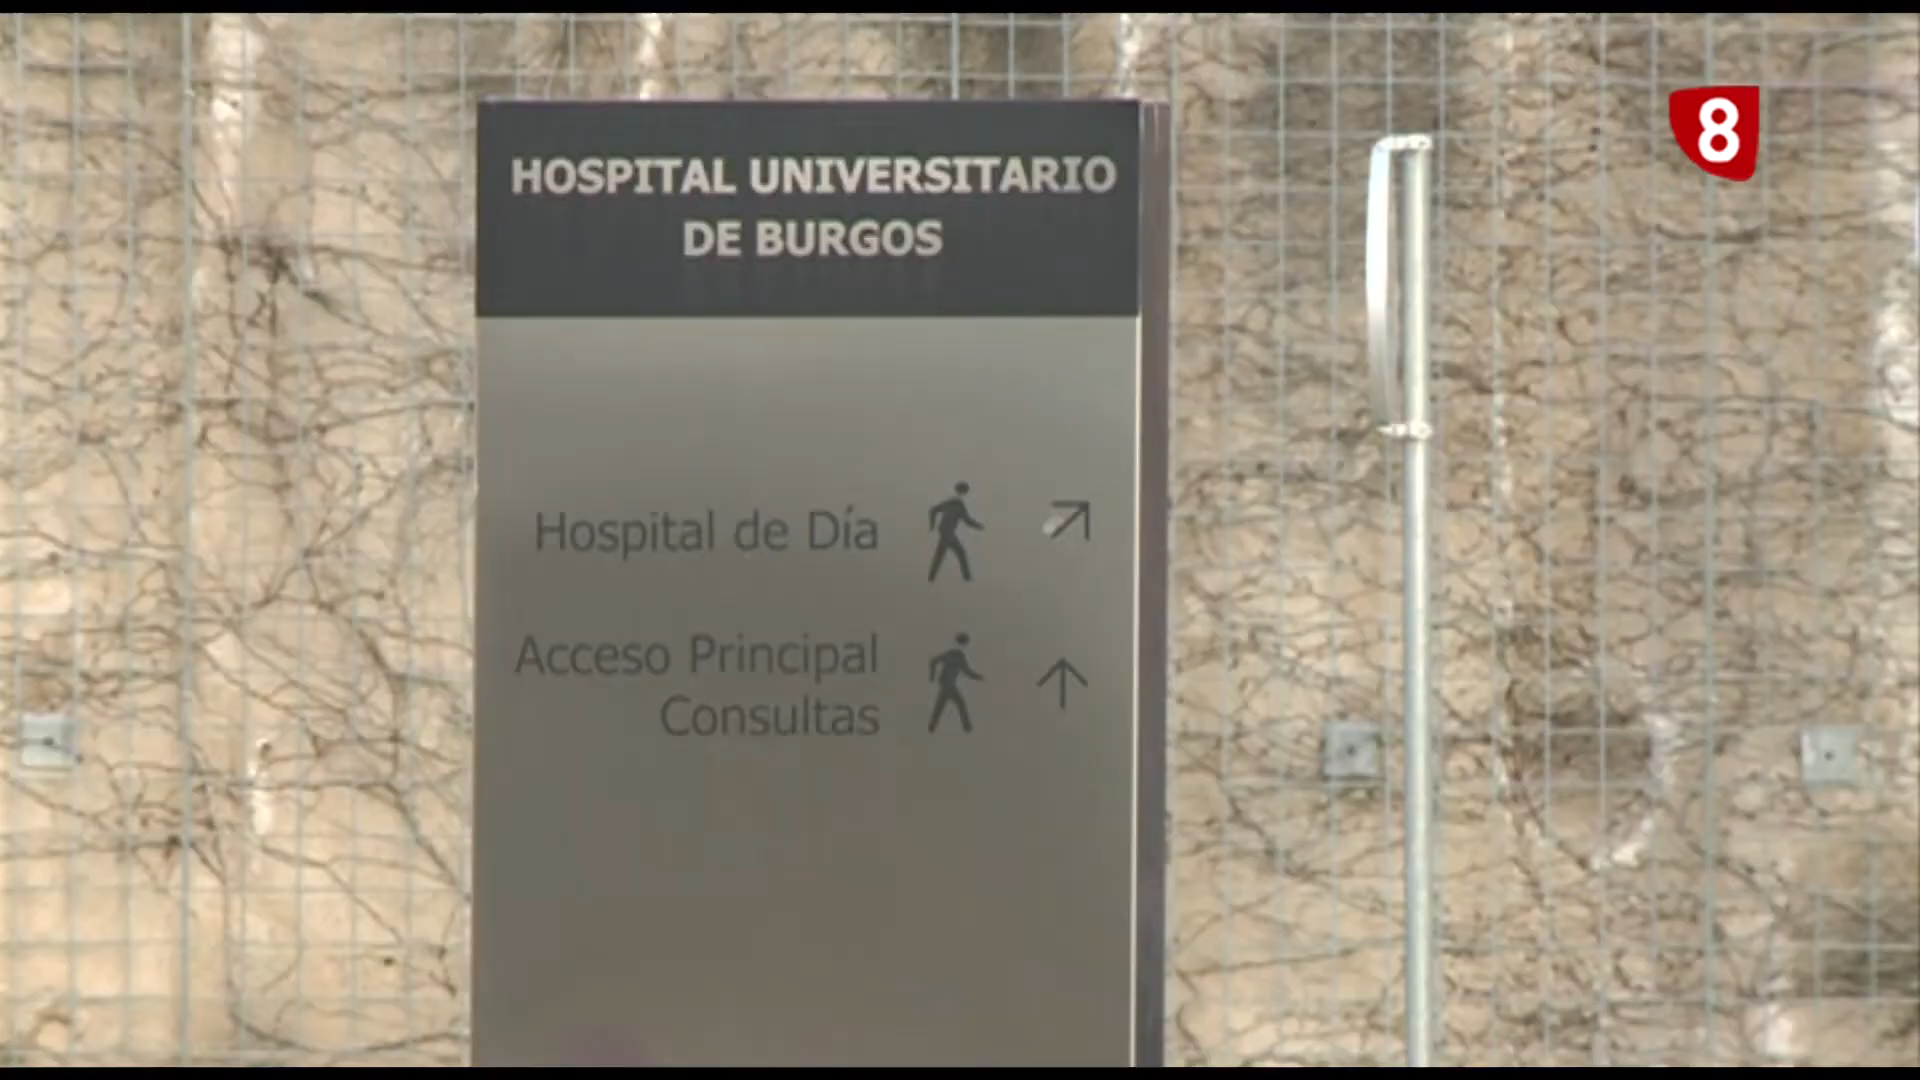 HOSPITAL UNIVERSITARIO
DE BURGOS
8
Hospital de Día
Acceso Principal
Consultas